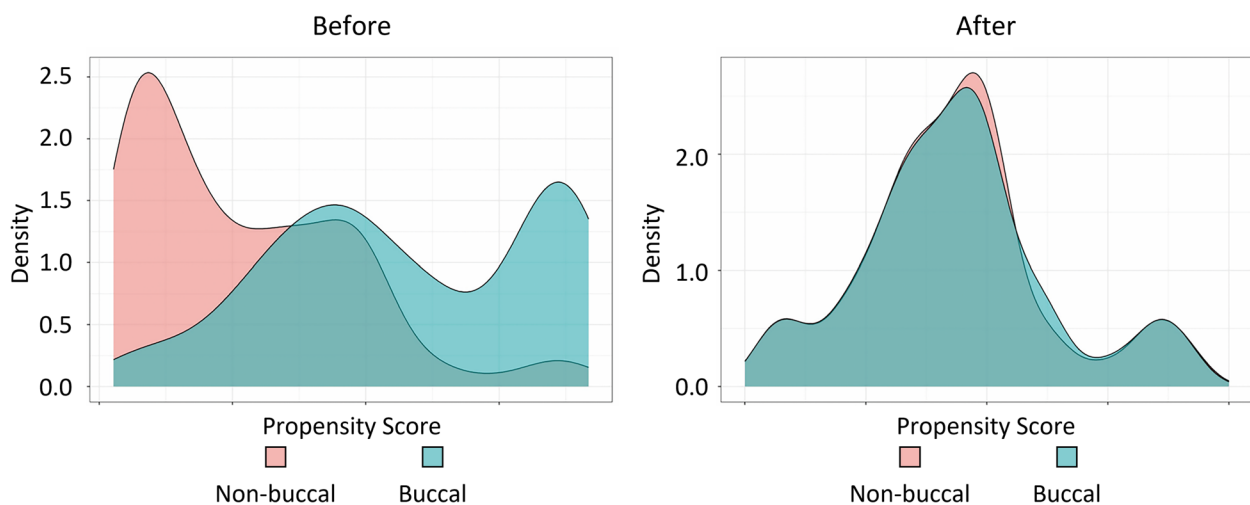 Before
2.5
2.0
1.5
1.0
0.5
0.0
Density
Propensity Score
Non-buccal
Buccal
After
2.0
1.0
0.0
Density
Propensity Score
Non-buccal
Buccal